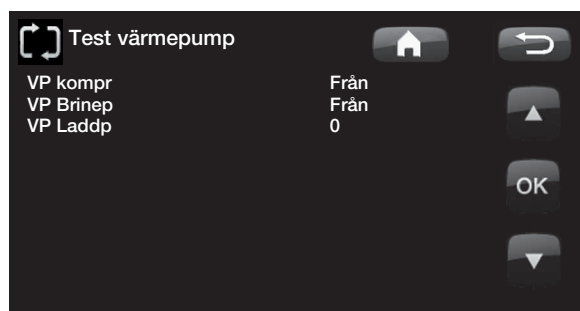 Test värmepump
VP kompr Från
VP Brinep Från
VP Laddp 0
OK